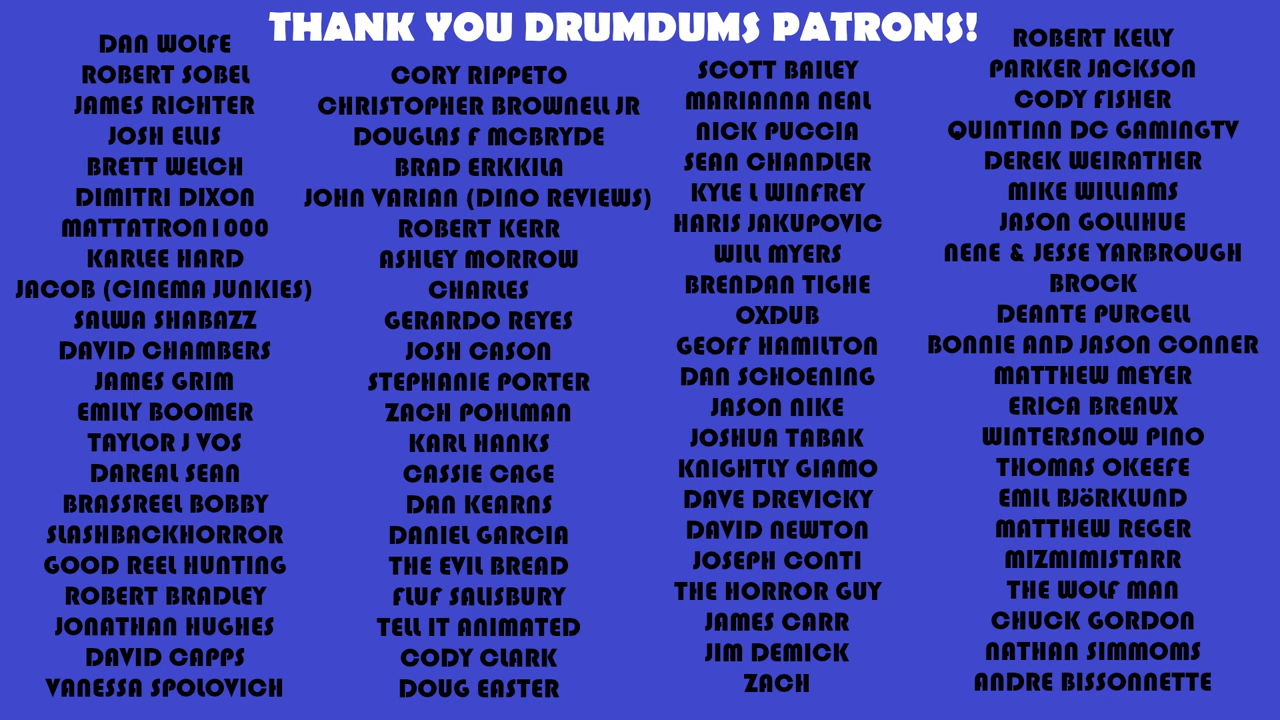 THANK YOU DRUMDUMS PATRONS!
DAN WOLFE
ROBERT SOBEL
JAMES RICHTER
JOSH ELLIS
BRETT WELCH
DIMITRI DIXON
MATTATRON1000
KARLEE HARD
JACOB (CINEMA JUNKIES)
SALWA SHABAZZ
DAVID CHAMBERS
JAMES GRIM
EMILY BOOMER
TAYLOR J VOS
DAREAL SEAN
BRASSREEL BOBBY
SLASHBACKHORROR
GOOD REEL HUNTING
ROBERT BRADLEY
JONATHAN HUGHES
DAVID CAPPS
VANESSA SPOLOVICH
CORY RIPPETO
CHRISTOPHER BROWNELL JR
DOUGLAS F MCBRYDE
BRAD ERKKILA
JOHN VARIAN (DINO REVIEWS)
ROBERT KERR
ASHLEY MORROW
CHARLES
GERARDO REYES
JOSH CASON
STEPHANIE PORTER
ZACH POHLMAN
KARL HANKS
CASSIE CAGE
DAN KEARNS
DANIEL GARCIA
THE EVIL BREAD
FLUF SALISBURY
TELL IT ANIMATED
CODY CLARK
DOUG EASTER
SCOTT BAILEY
MARIANNA NEAL
NICK PUCCIA
SEAN CHANDLER
KYLE L WINFREY
HARIS JAKUPOVIC
WILL MYERS
BRENDAN TIGHE
OXDUB
GEOFF HAMILTON
DAN SCHOENING
JASON NIKE
JOSHUA TABAK
KNIGHTLY GIAMO
DAVE DREVICKY
DAVID NEWTON
JOSEPH CONTI
THE HORROR GUY
JAMES CARR
JIM DEMICK
ZACH
ROBERT KELLY
PARKER JACKSON
CODY FISHER
QUINTINN DC GAMINGTV
DEREK WEIRATHER
MIKE WILLIAMS
JASON GOLLIHUE
NENE & JESSE YARBROUGH
BROCK
DEANTE PURCELL
BONNIE AND JASON CONNER
MATTHEW MEYER
ERICA BREAUX
WINTERSNOW PINO
THOMAS OKEEFE
EMIL BJöRKLUND
MATTHEW REGER
MIZMIMISTARR
THE WOLF MAN
CHUCK GORDON
NATHAN SIMMOMS
ANDRE BISSONNETTE